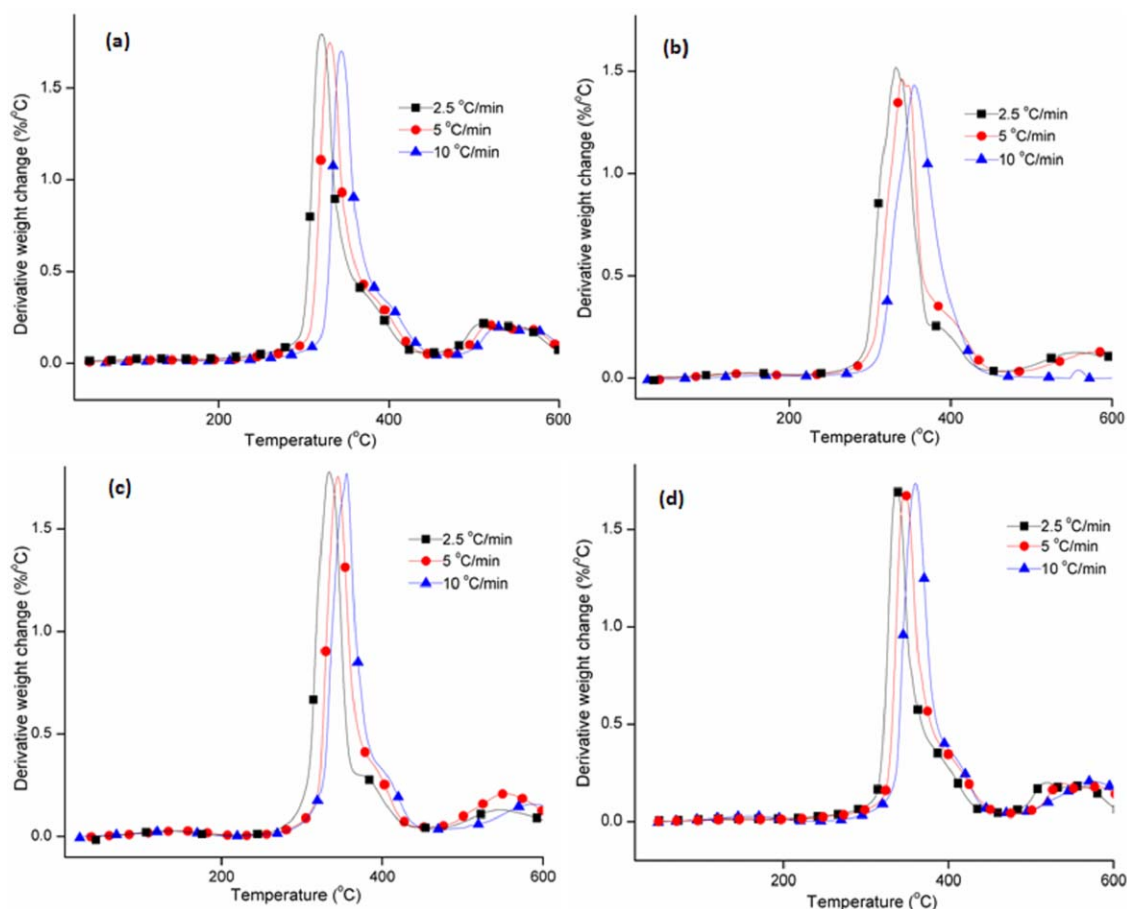 (a)
1.5
1.0
0.5
0.0
Derivative weight change (%/°C)
2.5 °C/min
5 °C/min
10 °C/min
200
400
600
Temperature (°C)
(b)
1.5
1.0
0.5
0.0
Derivative weight change (%/°C)
2.5 °C/min
5 °C/min
10 °C/min
200
400
600
Temperature (°C)
(c)
1.5
1.0
0.5
0.0
Derivative weight change (%/°C)
2.5 °C/min
5 °C/min
10 °C/min
200
400
600
Temperature (°C)
(d)
1.5
1.0
0.5
0.0
Derivative weight change (%/°C)
2.5 °C/min
5 °C/min
10 °C/min
200
400
600
Temperature (°C)